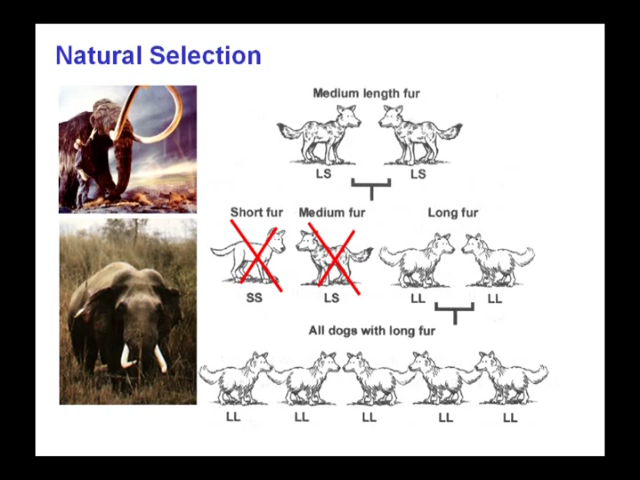 Natural Selection
Medium length fur
LS LS
Short fur Medium fur Long fur
SS LS LL LL
All dogs with long fur
LL LL LL LL LL